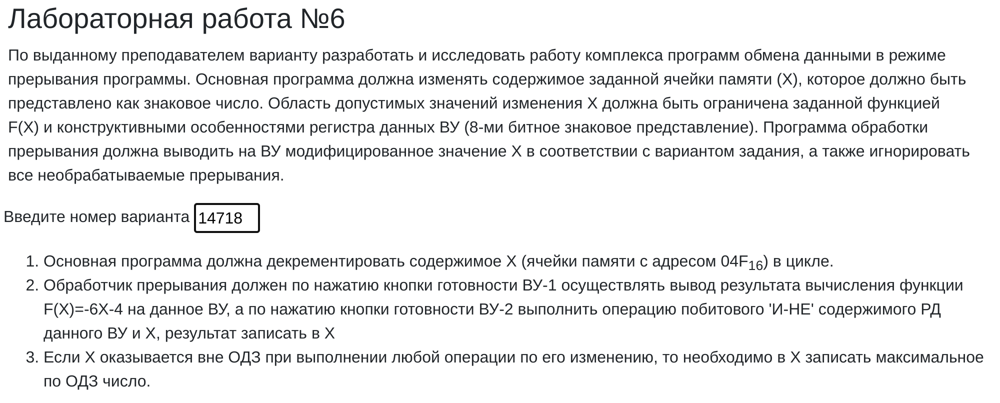 Лабораторная работа №6
По выданному преподавателем варианту разработать и исследовать работу комплекса программ обмена данными в режиме
прерывания программы. Основная программа должна изменять содержимое заданной ячейки памяти (X), которое должно быть
представлено как знаковое число. Область допустимых значений изменения X должна быть ограничена заданной функцией
F(X) и конструктивными особенностями регистра данных ВУ (8-ми битное знаковое представление). Программа обработки
прерывания должна выводить на ВУ модифицированное значение X в соответствии с вариантом задания, а также игнорировать
все необрабатываемые прерывания.
Введите номер варианта 14718
1. Основная программа должна декрементировать содержимое X (ячейки памяти с адресом 04F16) в цикле.
2. Обработчик прерывания должен по нажатию кнопки готовности ВУ-1 осуществлять вывод результата вычисления функции
F(X)=-6X-4 на данное ВУ, а по нажатию кнопки готовности ВУ-2 выполнить операцию побитового 'И-НЕ' содержимого РД
данного ВУ и X, результат записать в X
3. Если X оказывается вне ОДЗ при выполнении любой операции по его изменению, то необходимо в X записать максимальное
по ОДЗ число.